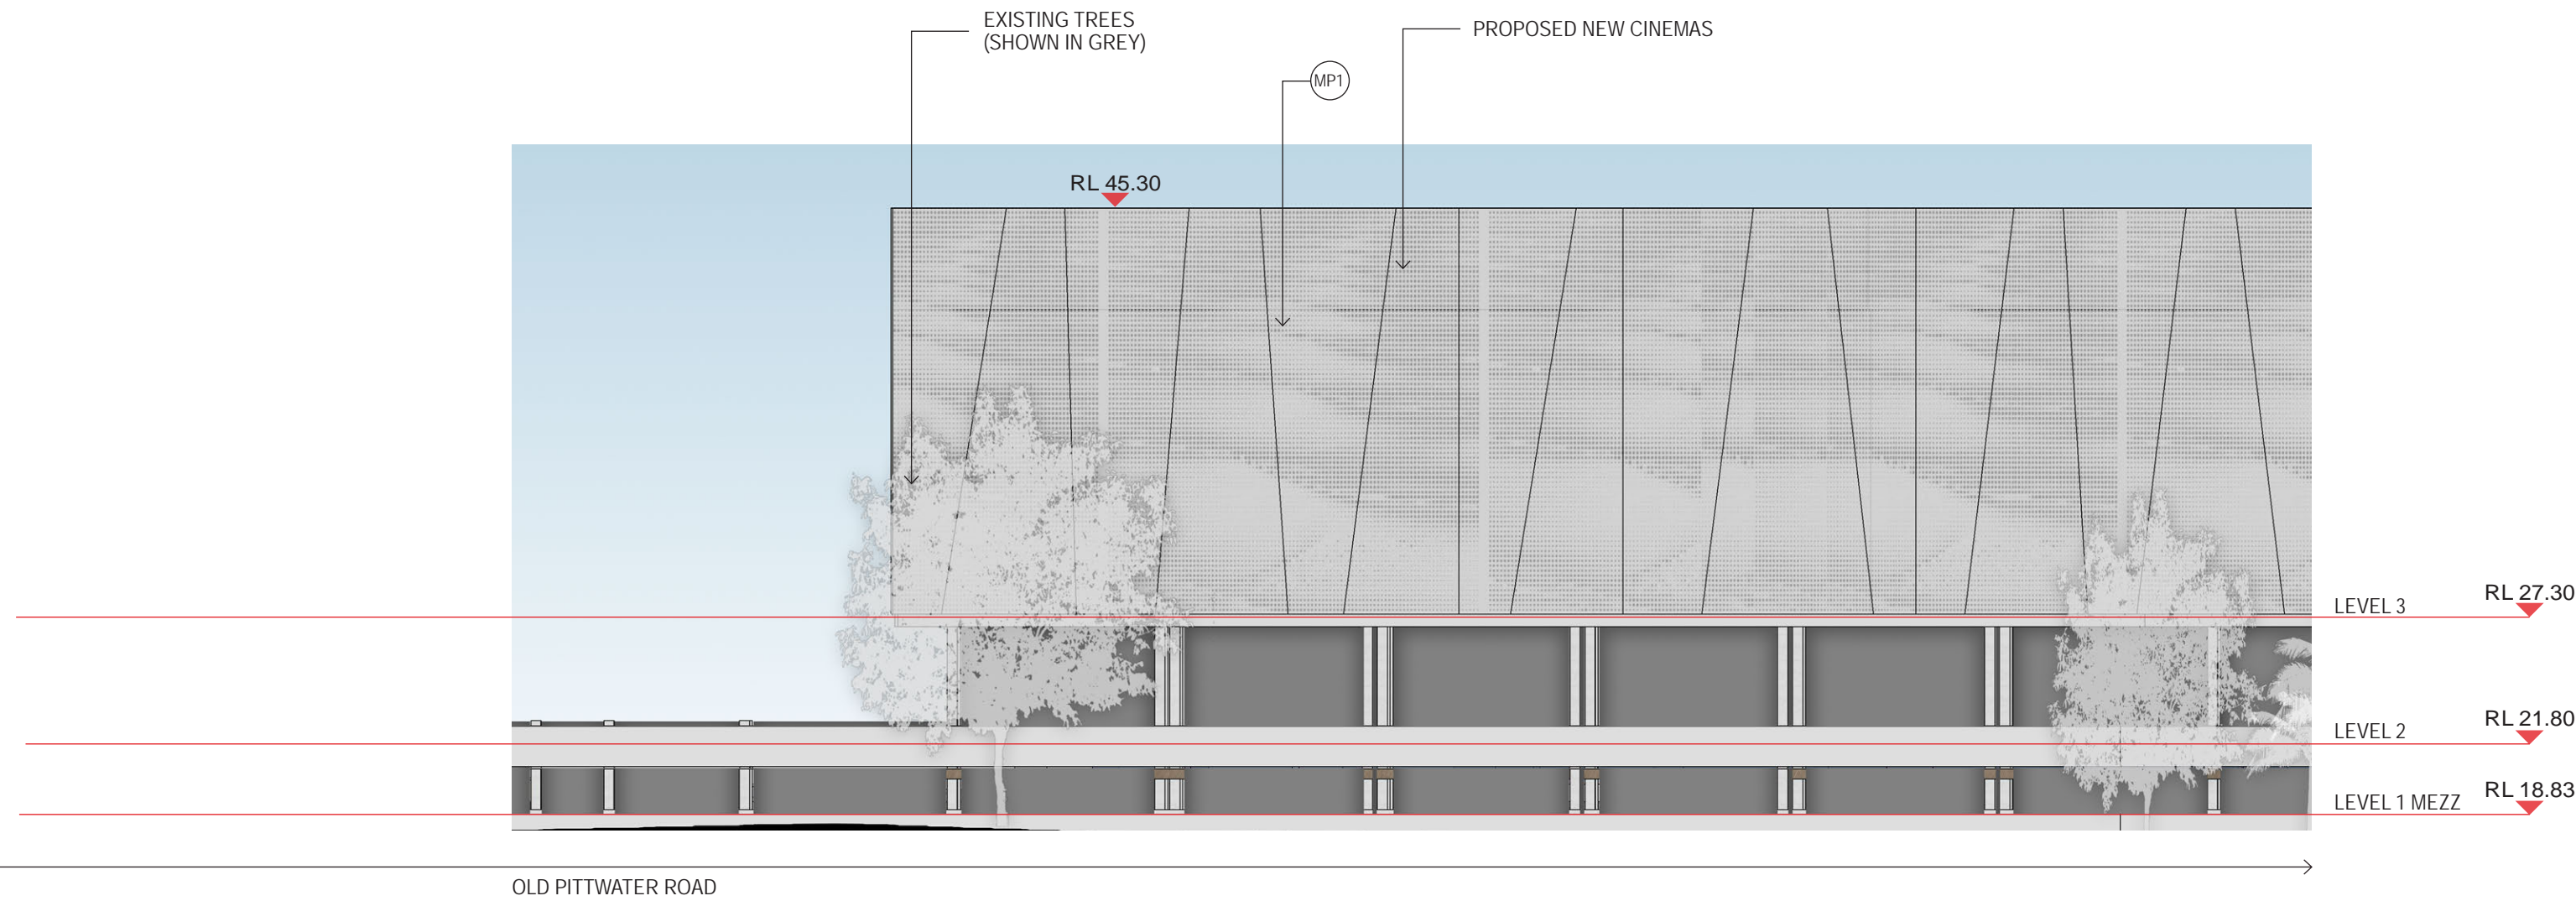 EXISTING TREES
(SHOWN IN GREY)
PROPOSED NEW CINEMAS
MP1
RL 45.30
LEVEL 3
RL 27.30
LEVEL 2
RL 21.80
LEVEL 1 MEZZ
RL 18.83
OLD PITTWATER ROAD